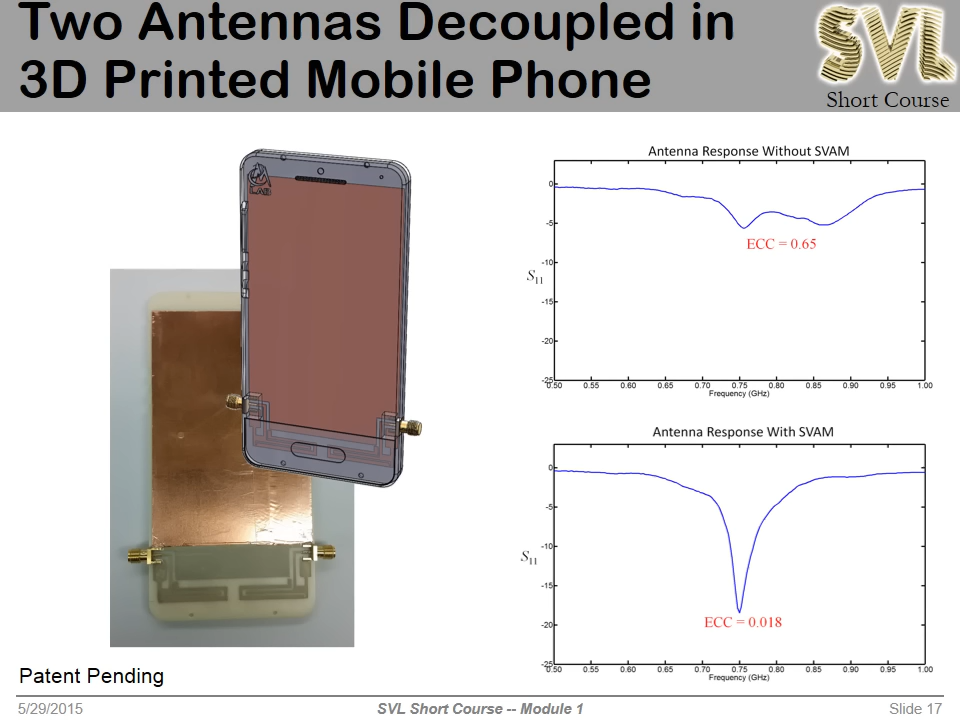 Two Antennas Decoupled in
3D Printed Mobile Phone
SVL
Short Course
LAB
Antenna Response Without SVAM
0
-5
ECC = 0.65
-10
S11
-15
-20
-25
0.50 0.55 0.60 0.65 0.70 0.75 0.80 0.85 0.90 0.95 1.00
Frequency (GHz)
Antenna Response With SVAM
0
-5
-10
S11
-15
ECC = 0.018
-20
-25
0.50 0.55 0.60 0.65 0.70 0.75 0.80 0.85 0.90 0.95 1.00
Frequency (GHz)
Patent Pending
5/29/2015
SVL Short Course -- Module 1
Slide 17